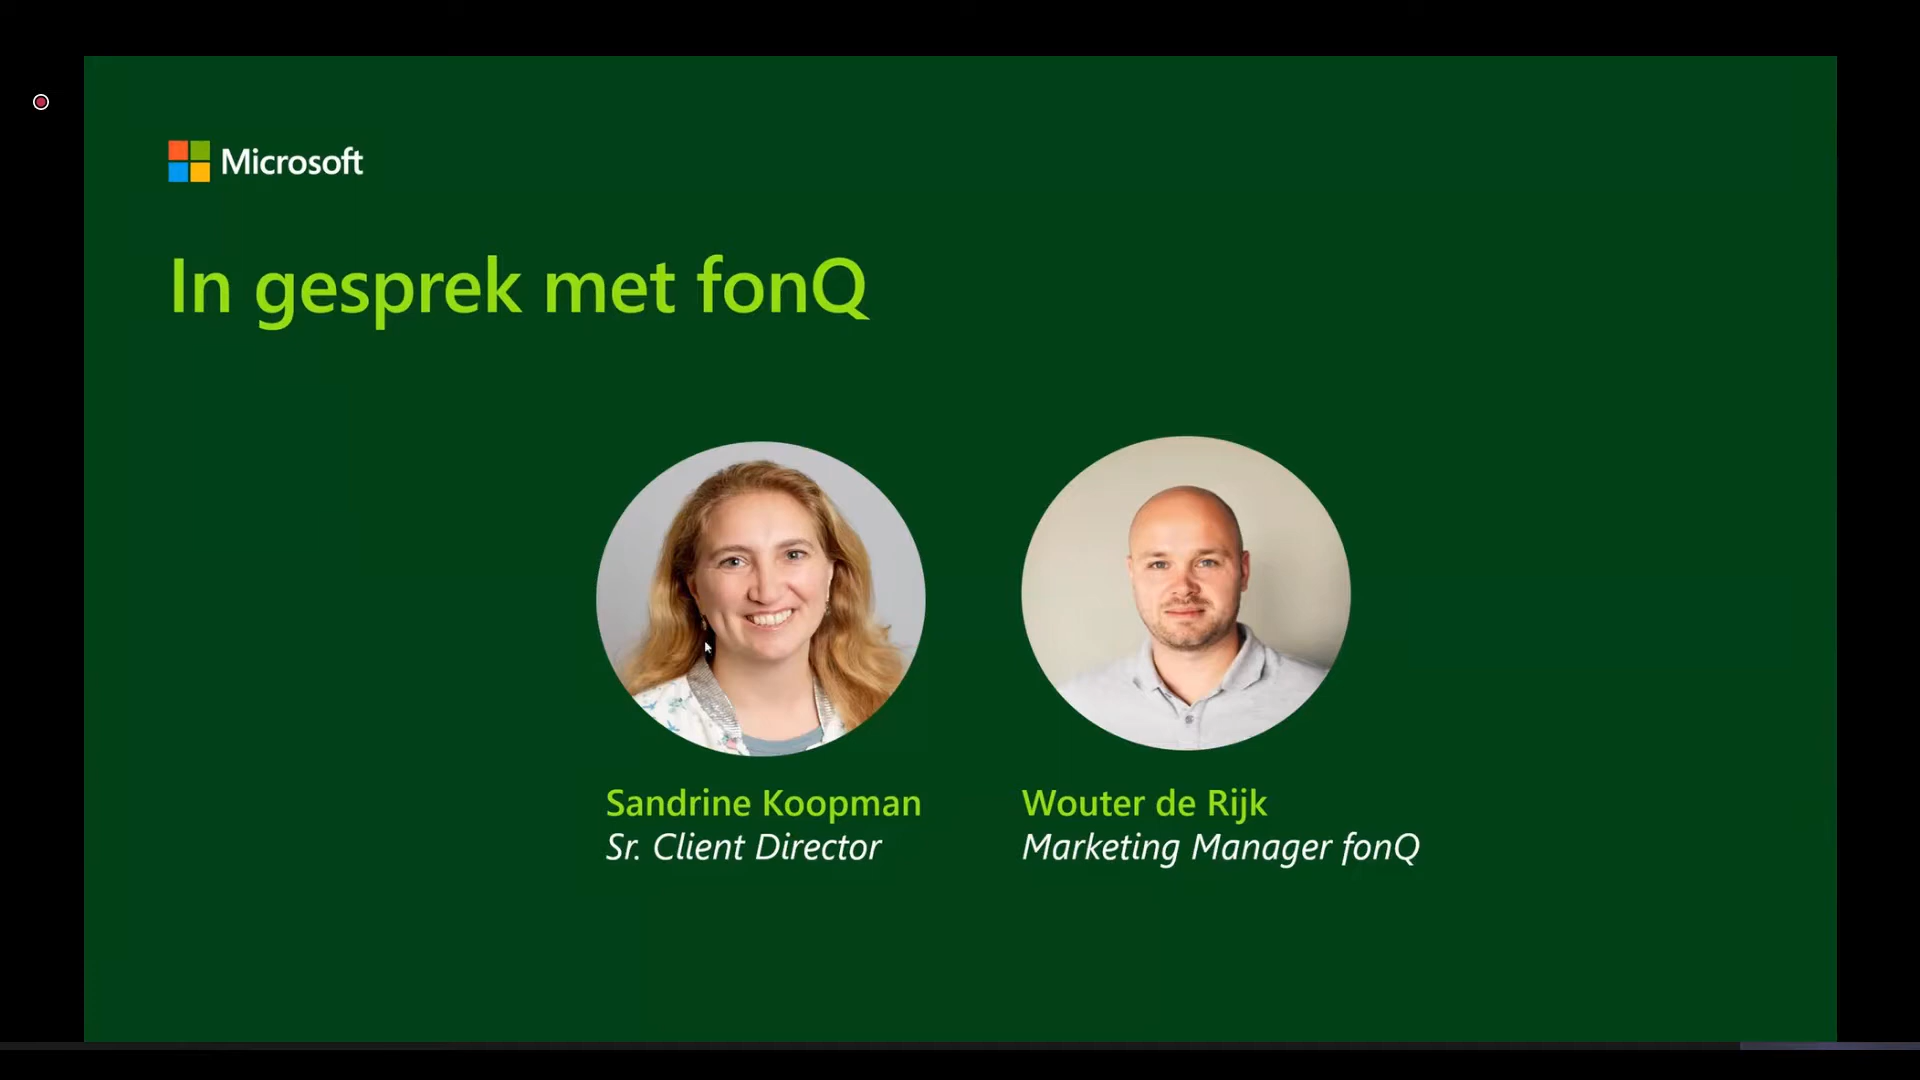 Microsoft
In gesprek met fonQ
Sandrine Koopman
Sr. Client Director
Wouter de Rijk
Marketing Manager fonQ